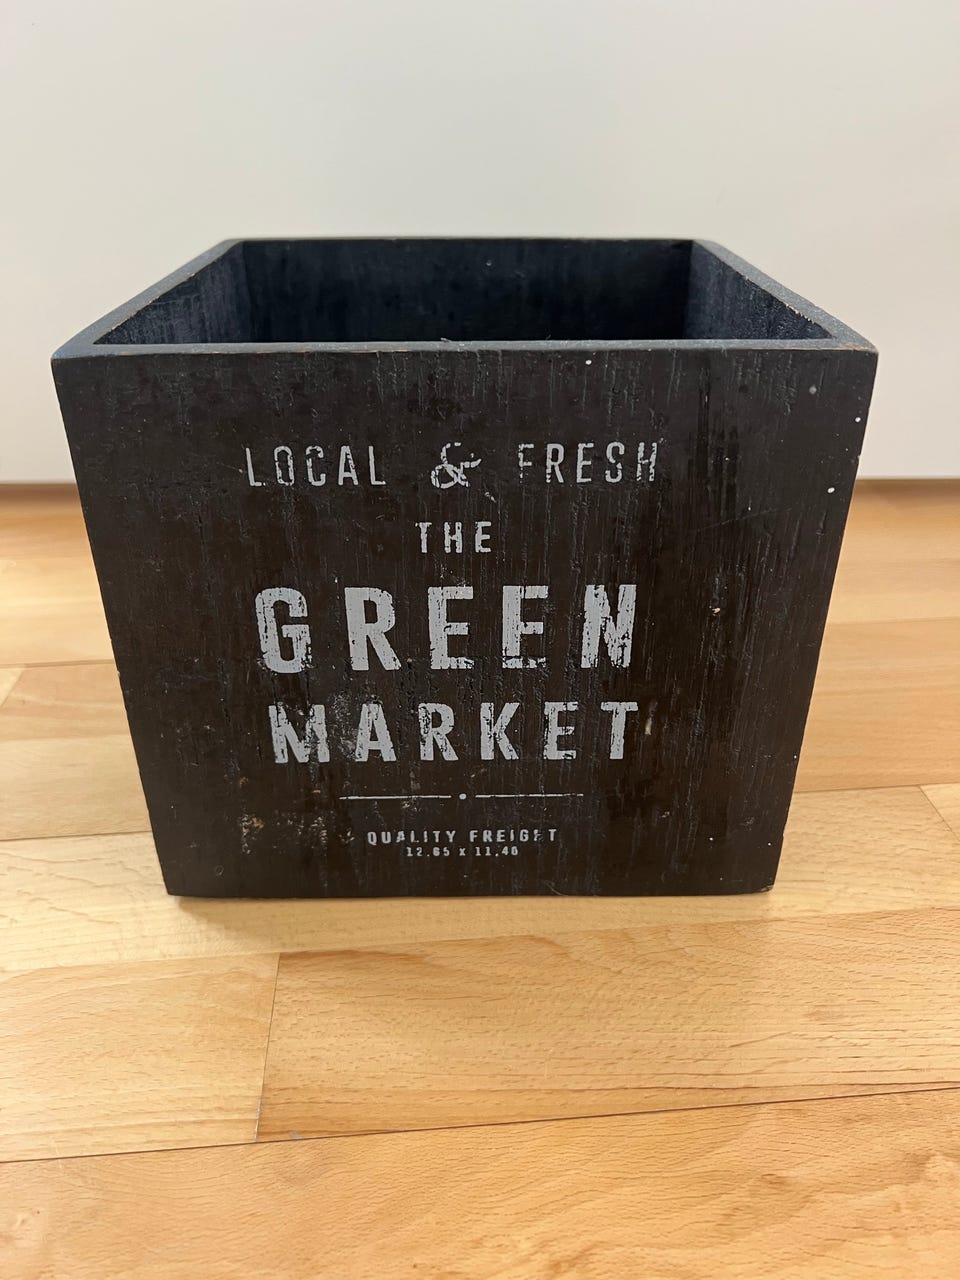 LOCAL & FRESH
THE
GREEN
MARKET
QUALITY FREIGHT
12.65 x 11.40